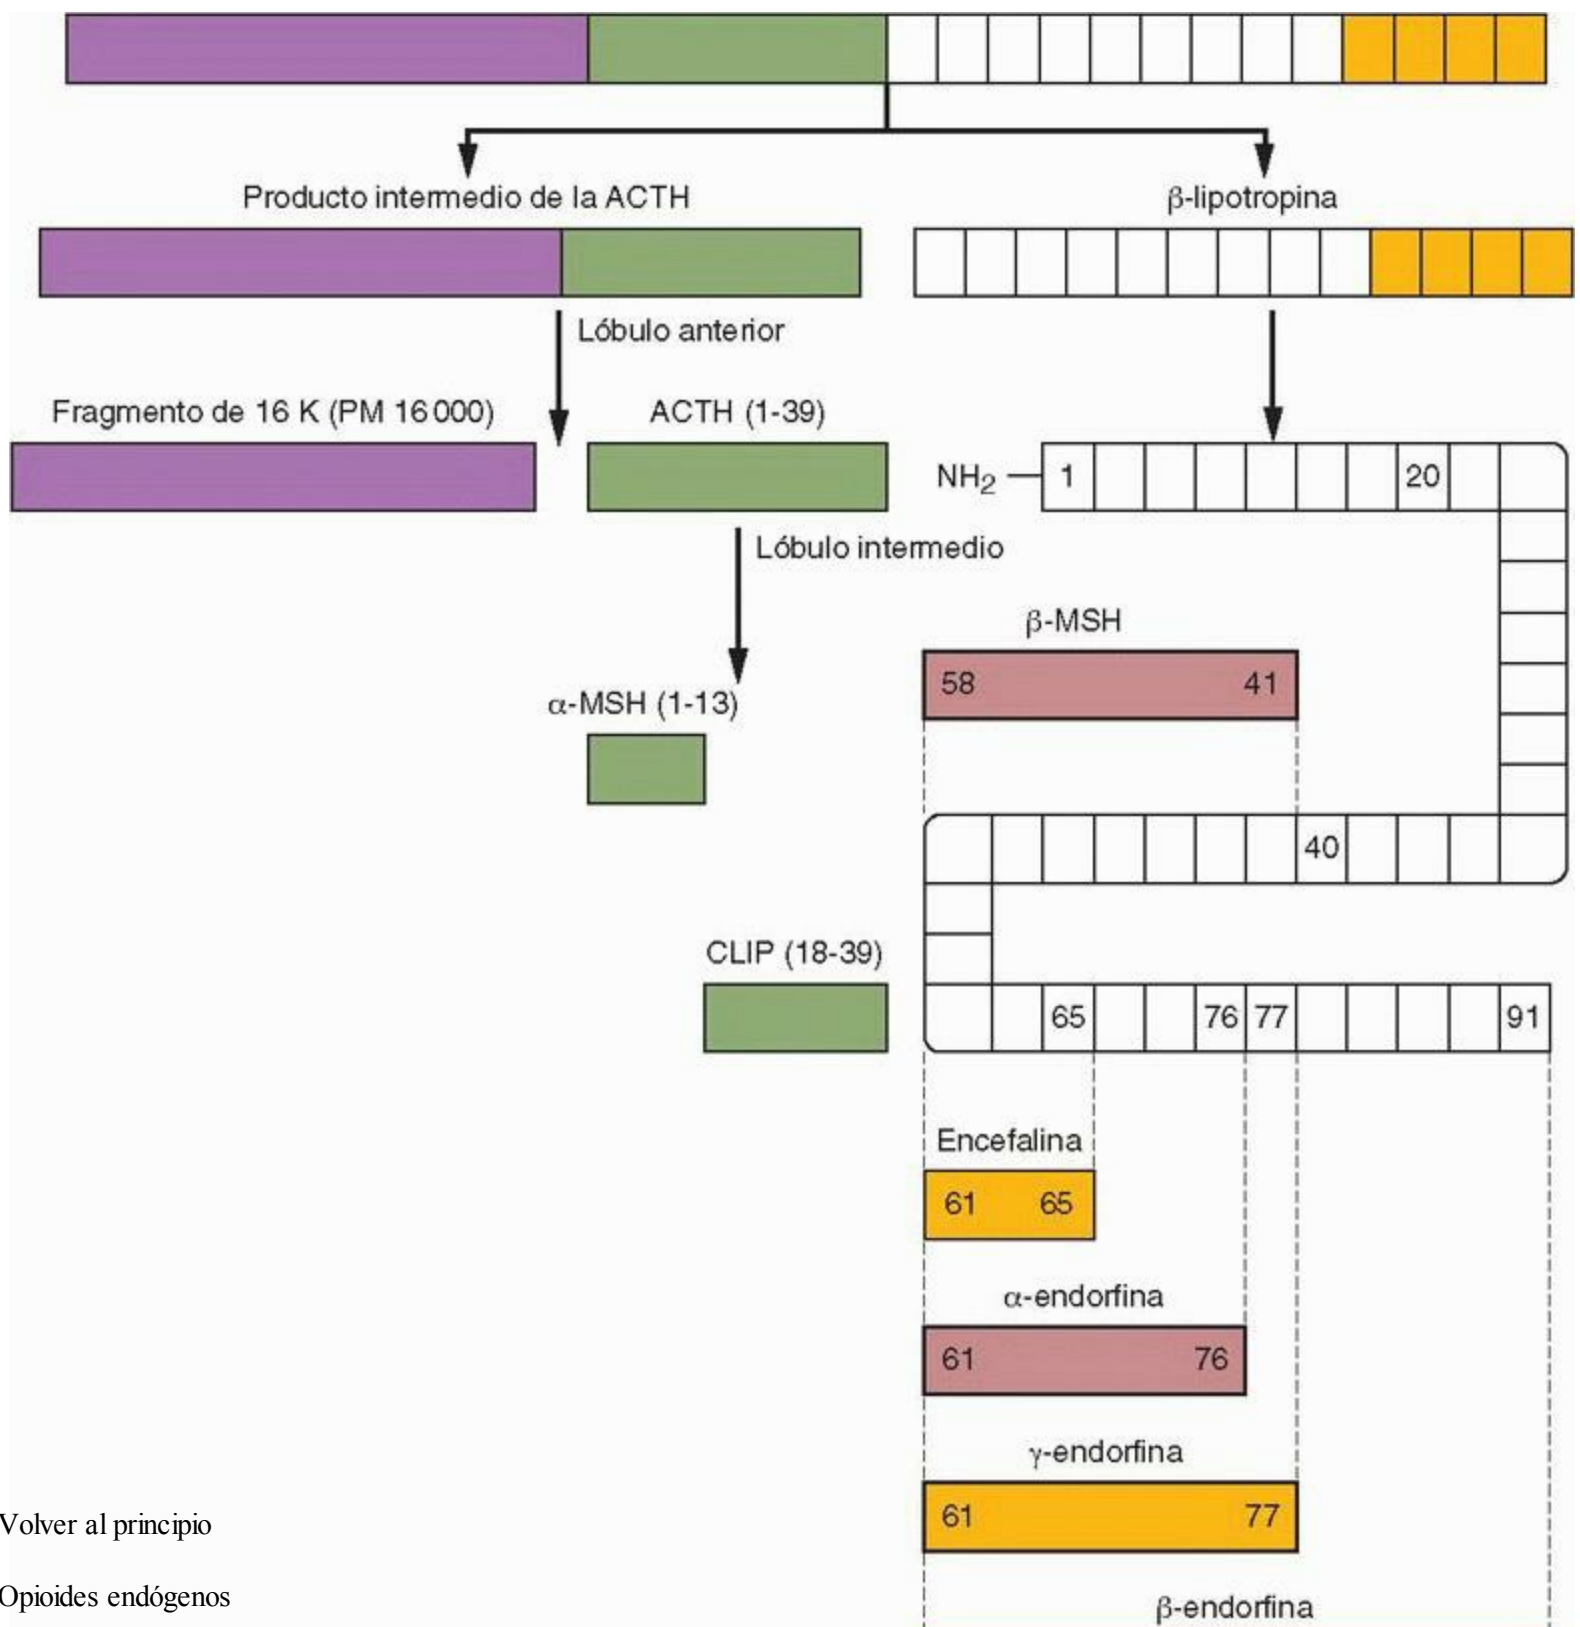 Producto intermedio de la ACTH
β-lipotropina
Lóbulo anterior
Fragmento de 16 K (PM 16 000)
ACTH (1-39)
NH2
1
20
Lóbulo intermedio
β-MSH
58
41
α-MSH (1-13)
40
CLIP (18-39)
65
76
77
91
Encefalina
61
65
α-endorfina
61
76
γ-endorfina
61
77
Volver al principio
Opioides endógenos
β-endorfina